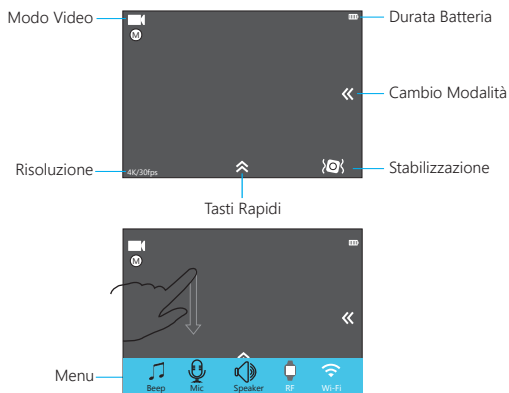 Modo Video
Durata Batteria
M
Cambio Modalità
Risoluzione
4K/30fps
Stabilizzazione
Tasti Rapidi
M
Menu
Beep
Mic
Speaker
RF
Wi-Fi